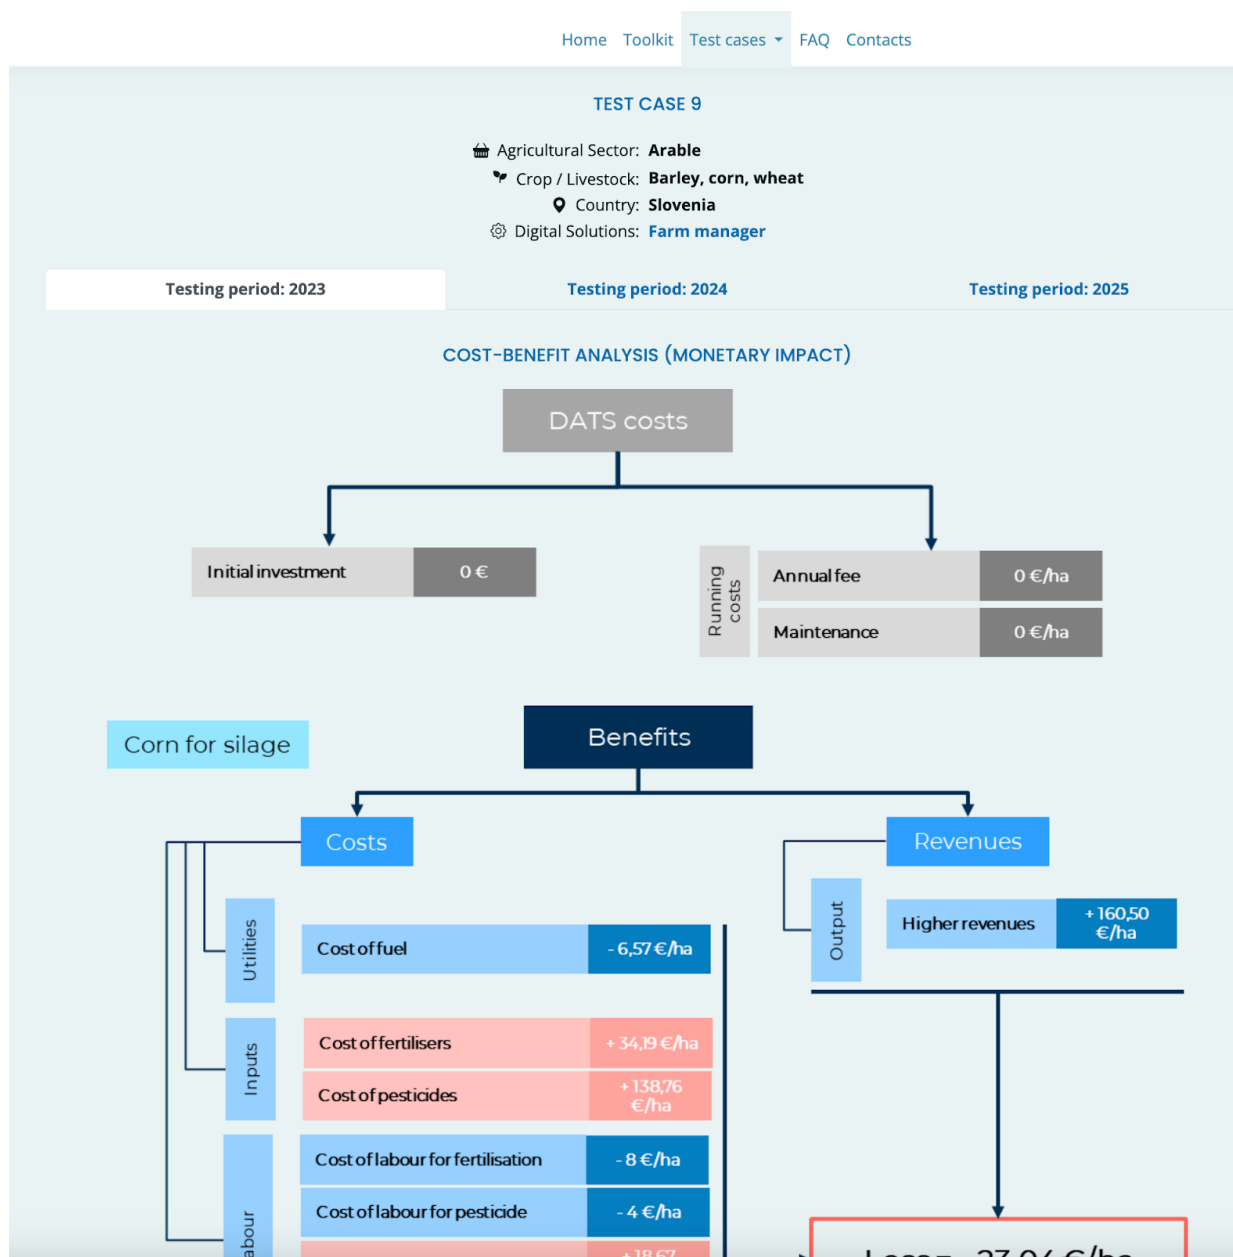 Home Toolkit Test cases FAQ Contacts
TEST CASE 9
Agricultural Sector: Arable
Crop / Livestock: Barley, corn, wheat
Country: Slovenia
Digital Solutions: Farm manager
Testing period: 2023 Testing period: 2024 Testing period: 2025
COST-BENEFIT ANALYSIS (MONETARY IMPACT)
DATS costs
Initial investment 0 €
Running
costs
Annual fee 0 €/ha
Maintenance 0 €/ha
Corn for silage
Benefits
Costs
Revenues
Utilities
Cost of fuel - 6,57 €/ha
Output
Higher revenues + 160,50
€/ha
Inputs
Cost of fertilisers + 34,19 €/ha
Cost of pesticides + 138,76
€/ha
Cost of labour for fertilisation - 8 €/ha
Cost of labour for pesticide - 4 €/ha
+ 18,67